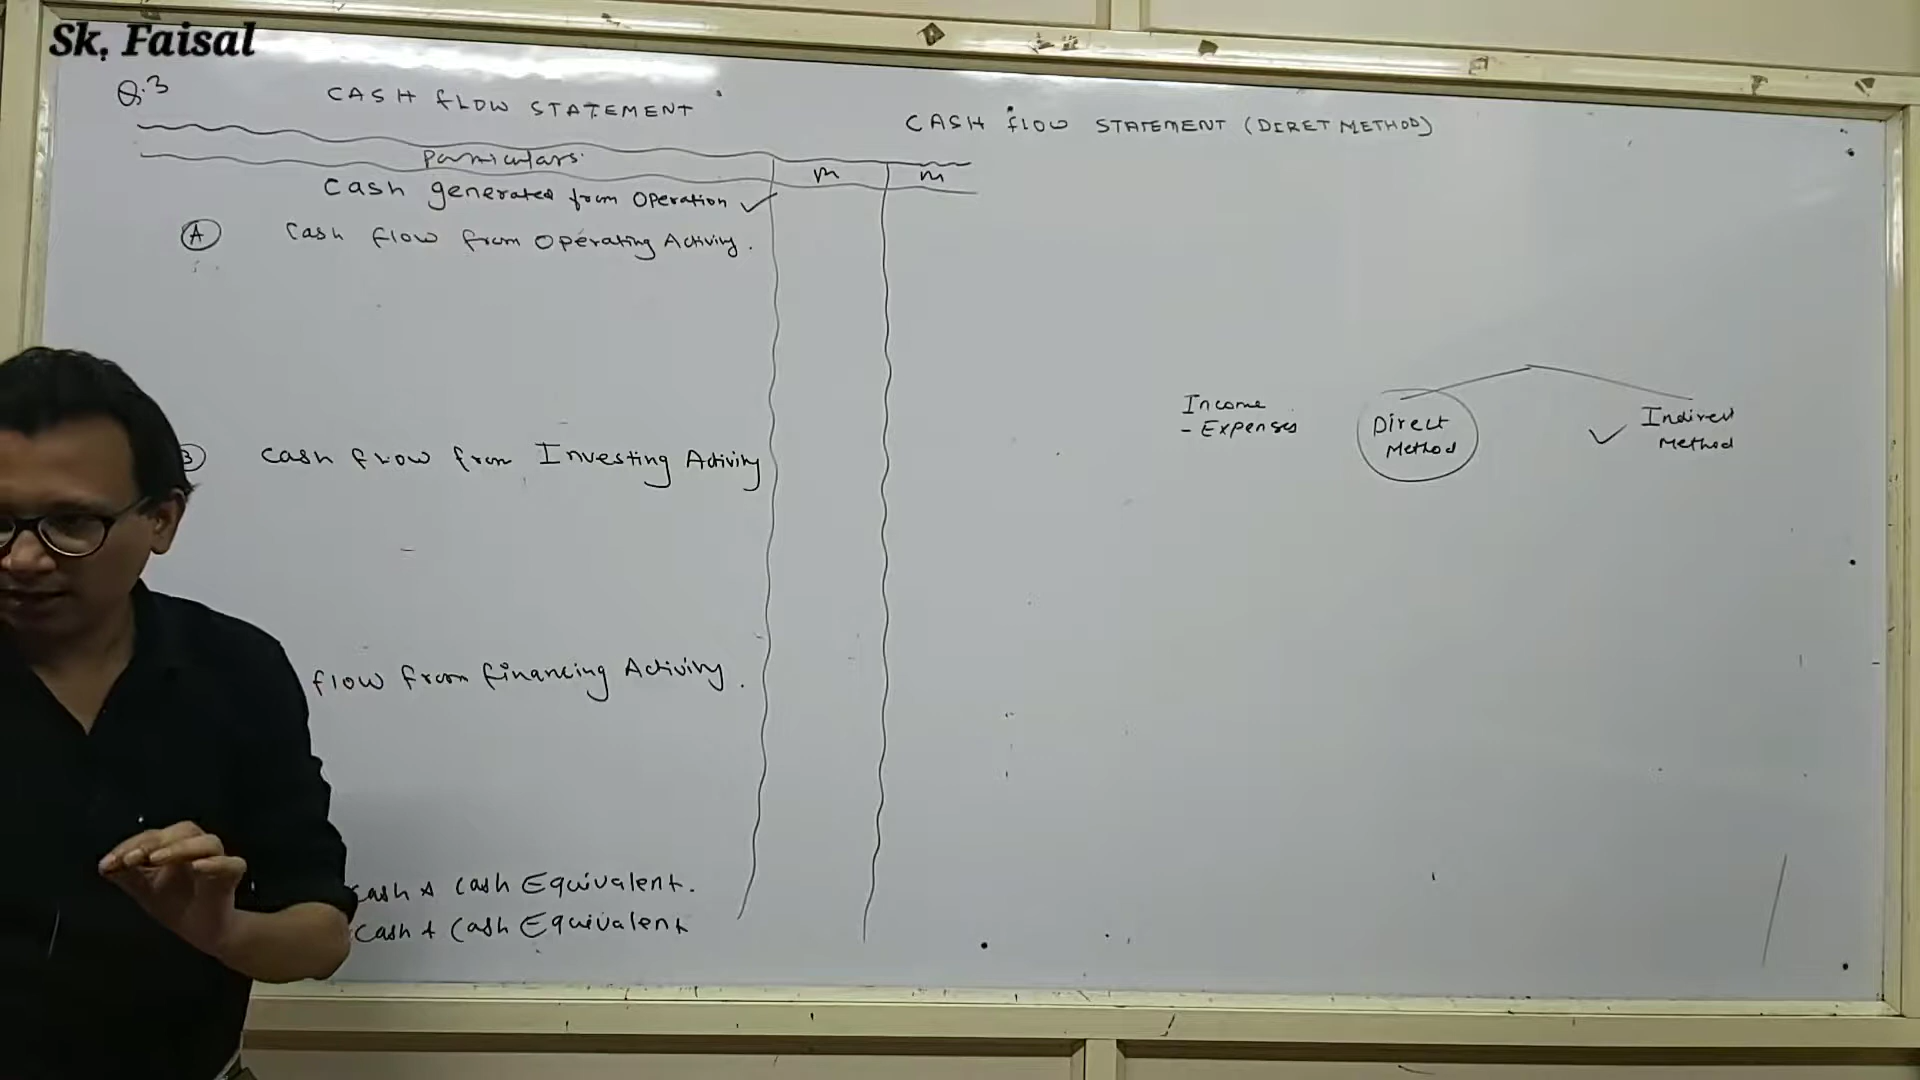 Sk, Faisal
Q.3
CASH FLOW STATEMENT
Particulars
m
m
Cash generated from Operation ✓
A Cash flow from Operating Activity.
B Cash flow from Investing Activity
flow from financing Activity.
Cash & Cash Equivalent.
Cash & Cash Equivalent
CASH flow STATEMENT (DIRET METHOD)
Income
- Expenses
Direct
Method
✓ Indirect
Method